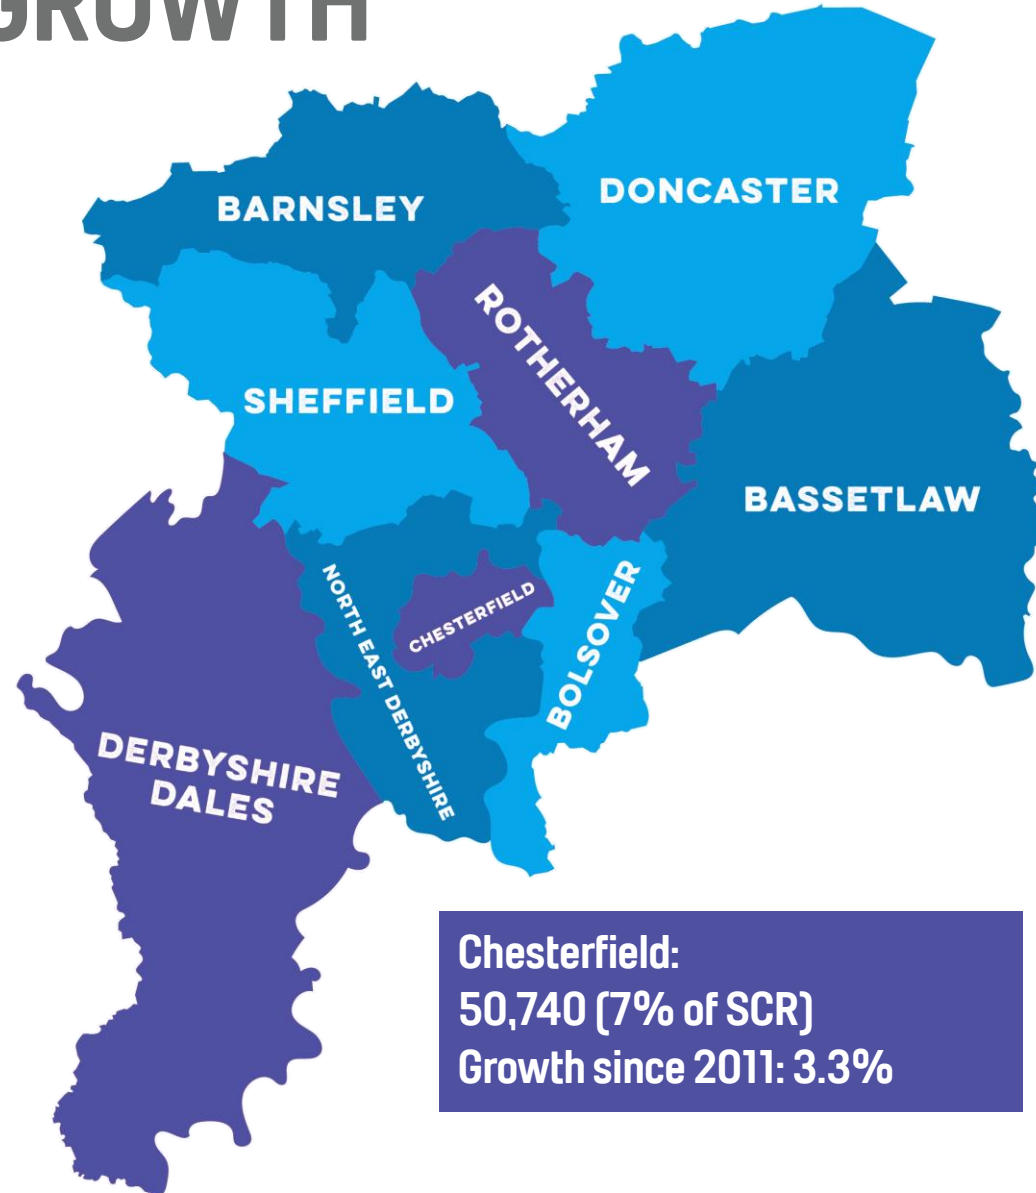 GROWTH
BARNSLEY
DONCASTER
ROTHERHAM
SHEFFIELD
BASSETLAW
NORTH EAST DERBYSHIRE
CHESTERFIELD
BOLSOVER
DERBYSHIRE
DALES
Chesterfield:
50,740 (7% of SCR)
Growth since 2011: 3.3%